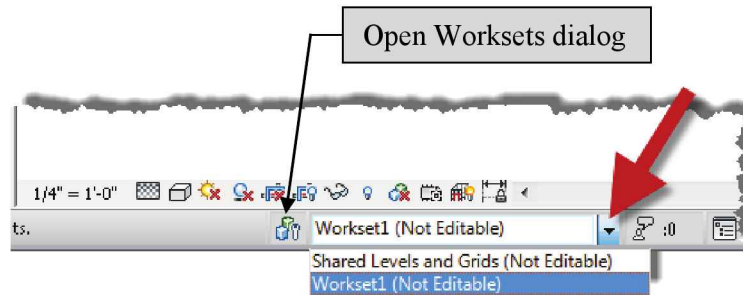 Open Worksets dialog
1/4" = 1'-0"
ts.
Workset1 (Not Editable)
:0
Shared Levels and Grids (Not Editable)
Workset1 (Not Editable)